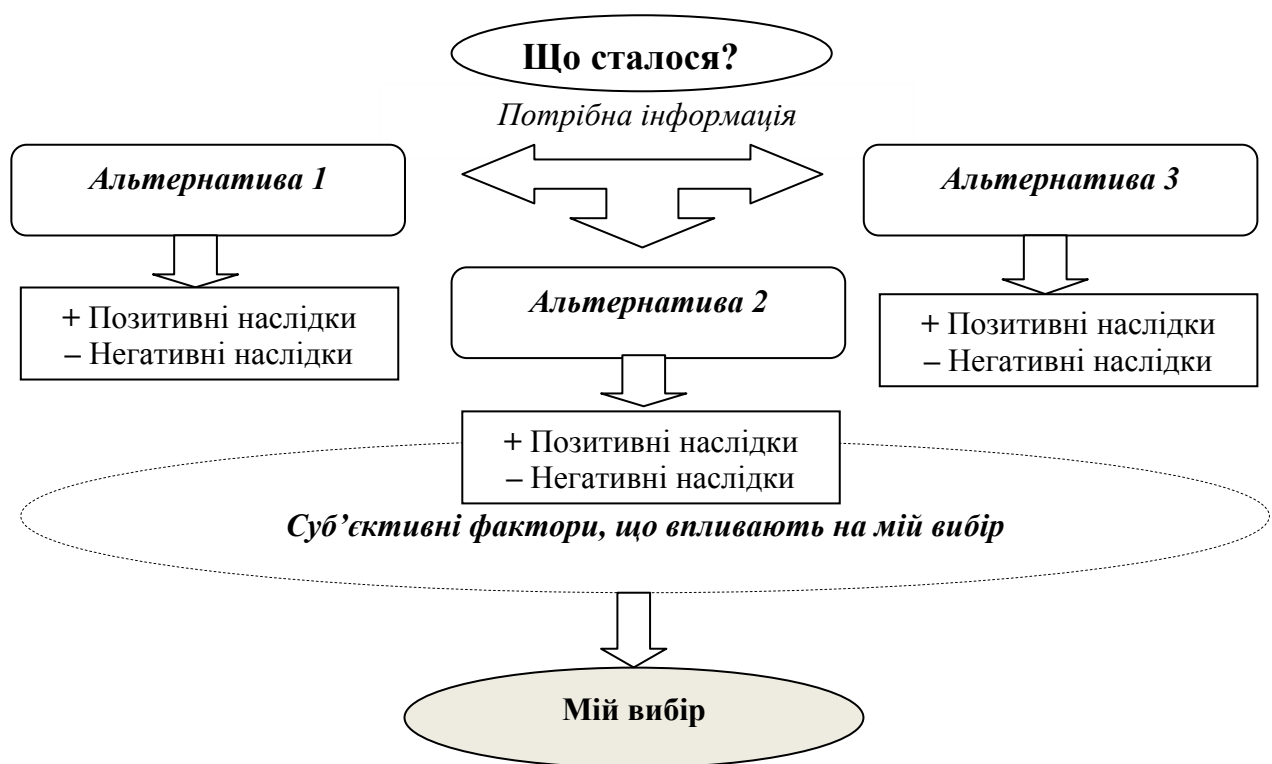 Що сталося?
Потрібна інформація
Альтернатива 1
Альтернатива 3
+ Позитивні наслідки
– Негативні наслідки
Альтернатива 2
+ Позитивні наслідки
– Негативні наслідки
+ Позитивні наслідки
– Негативні наслідки
Суб’єктивні фактори, що впливають на мій вибір
Мій вибір